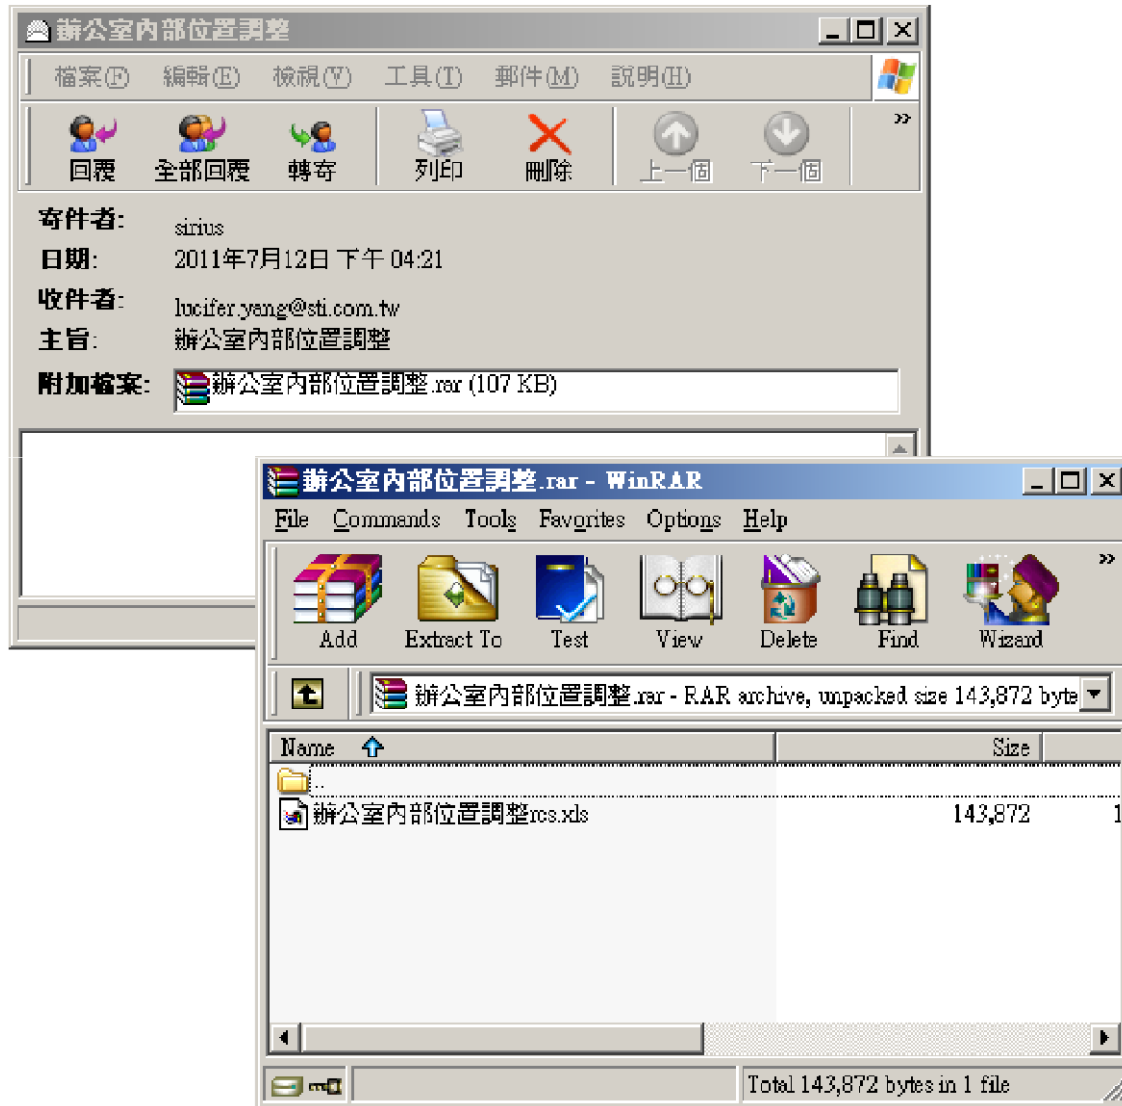 辦公室內部位置調整
檔案(F) 編輯(E) 檢視(V) 工具(T) 郵件(M) 說明(H)
回覆 全部回覆 轉寄 列印 刪除 上一個 下一個 »
寄件者: sirius
日期: 2011年7月12日 下午 04:21
收件者: lucifer.yang@sti.com.tw
主旨: 辦公室內部位置調整
附加檔案: 辦公室內部位置調整.rar (107 KB)
辦公室內部位置調整.rar - WinRAR
File Commands Tools Favorites Options Help
Add Extract To Test View Delete Find Wizard »
辦公室內部位置調整.rar - RAR archive, unpacked size 143,872 byte
Name Size
..
辦公室內部位置調整rcs.xls 143,872 1
Total 143,872 bytes in 1 file